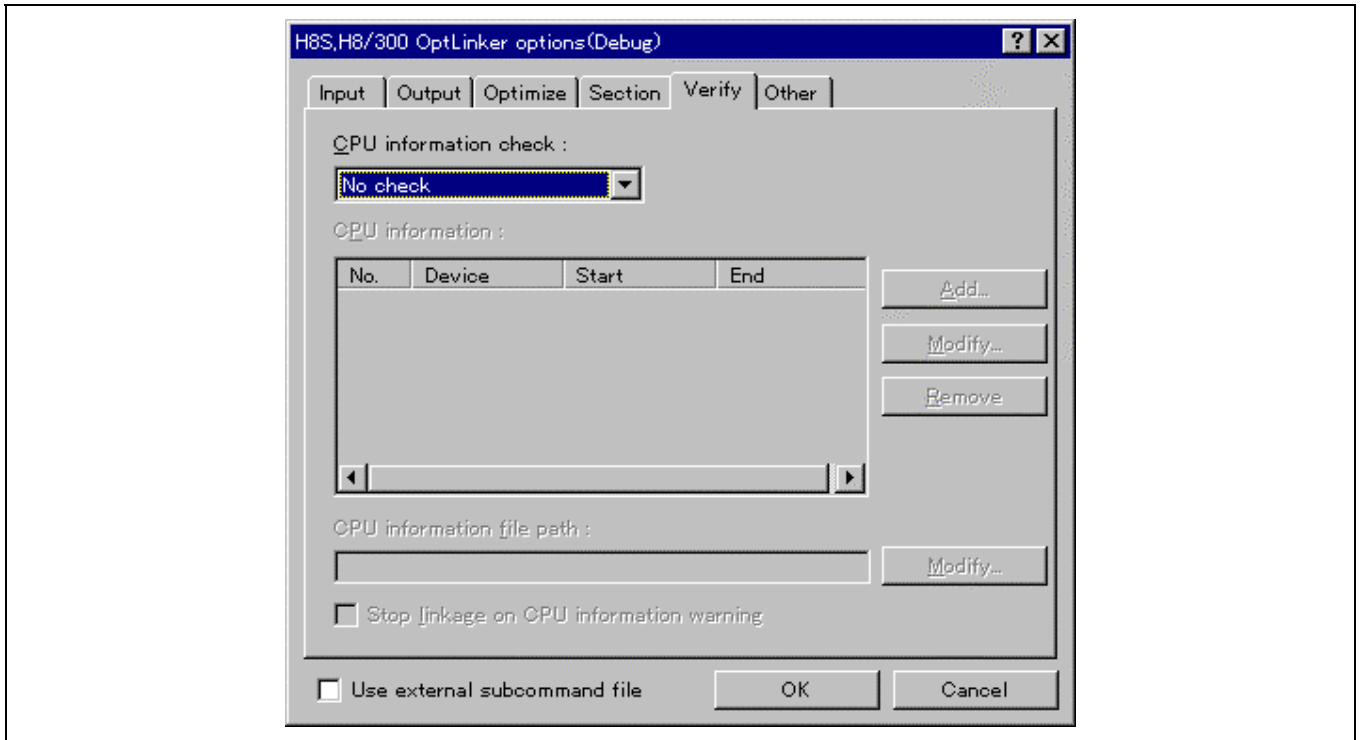 H8S,H8/300 OptLinker options(Debug)
Input Output Optimize Section Verify Other
CPU information check :
No check
CPU information :
No. Device Start End
Add...
Modify...
Remove
CPU information file path :
Modify...
Stop linkage on CPU information warning
Use external subcommand file OK Cancel